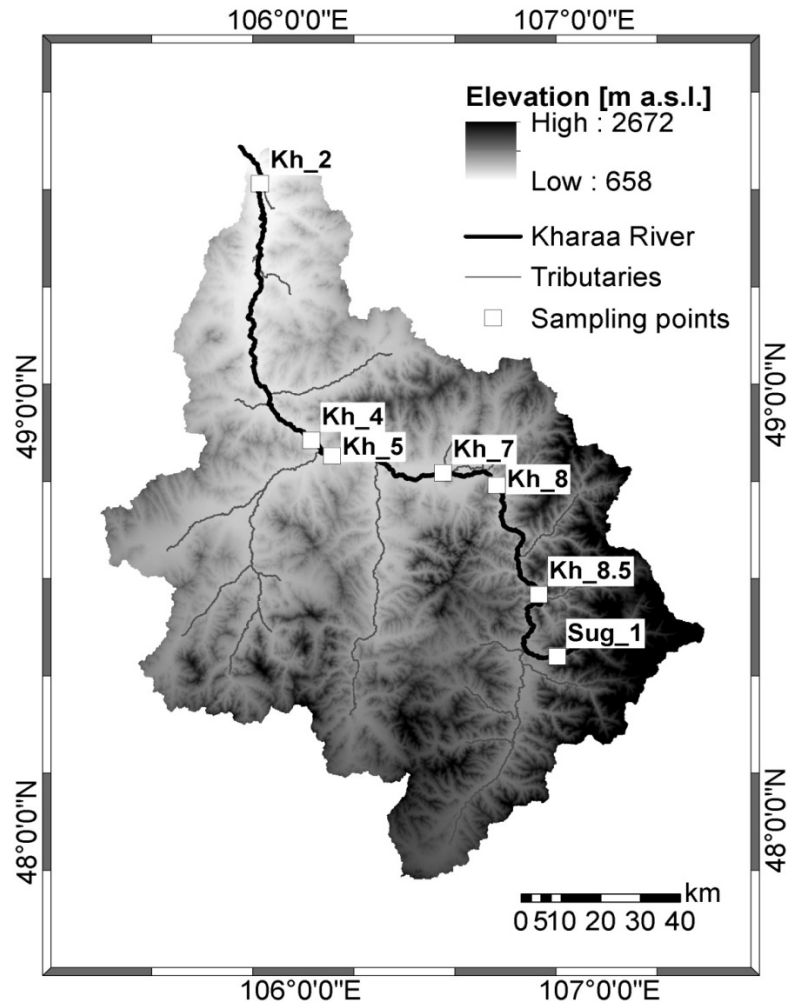 106°0'0"E 107°0'0"E
Elevation [m a.s.l.]
High : 2672
Low : 658
Kharaa River
Tributaries
Sampling points
Kh_2
49°0'0"N 49°0'0"N
Kh_4
Kh_5
Kh_7
Kh_8
Kh_8.5
Sug_1
48°0'0"N 48°0'0"N
km
0 510 20 30 40
106°0'0"E 107°0'0"E